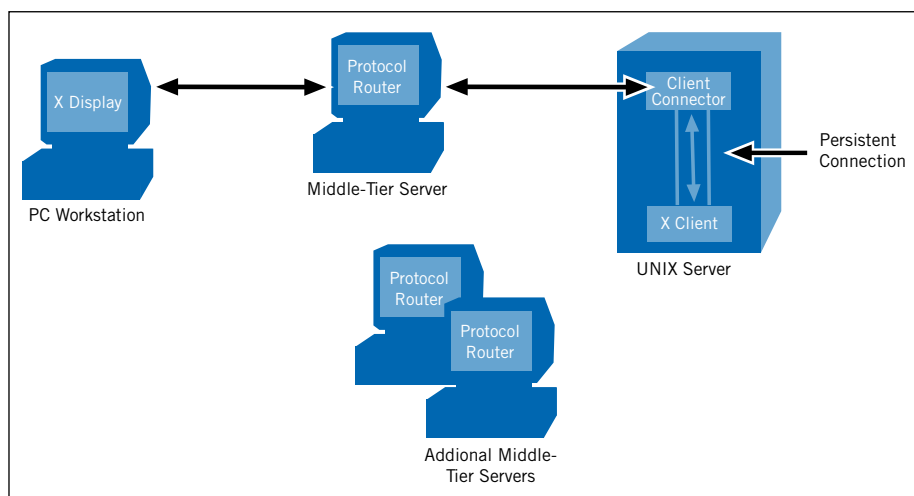 X Display
PC Workstation
Protocol
Router
Middle-Tier Server
Client
Connector
X Client
UNIX Server
Persistent
Connection
Protocol
Router
Protocol
Router
Addional Middle-
Tier Servers